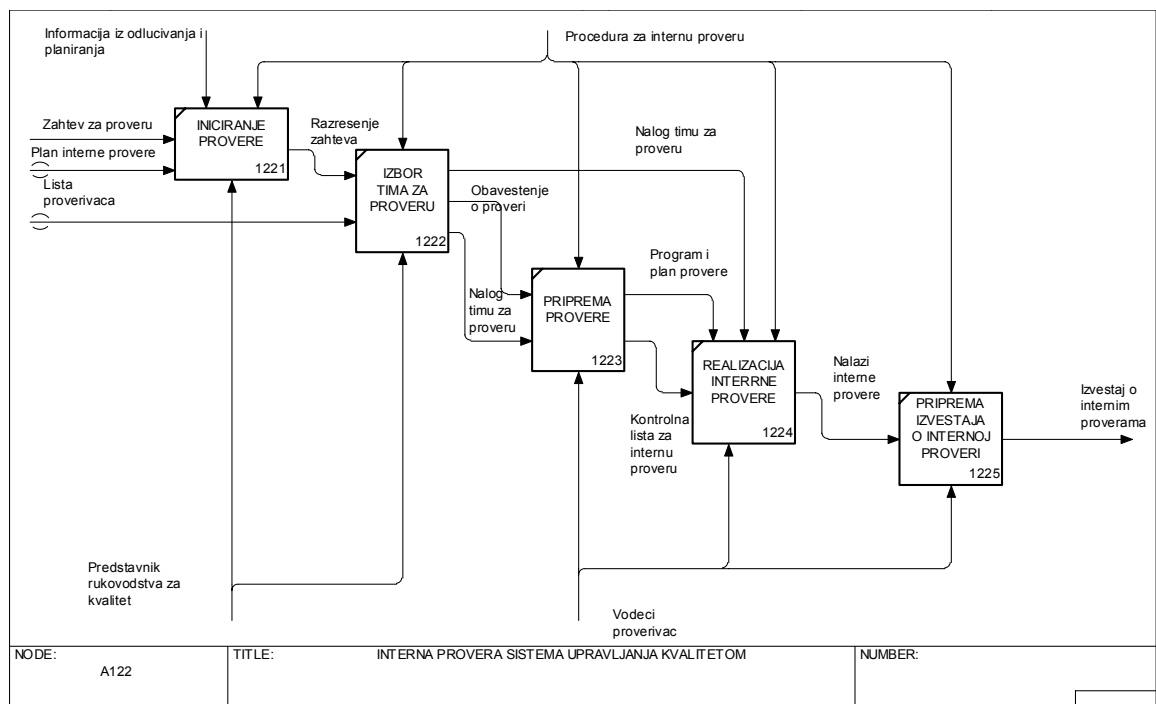 Informacija iz odlucivanja i
planiranja
Procedura za internu proveru
Zahtev za proveru
Plan interne provere
Lista
proverivaca
INICIRANJE
PROVERE
1221
Razresenje
zahteva
IZBOR
TIMA ZA
PROVERU
1222
Nalog timu za
proveru
Obavestenje
o proveri
Nalog
timu za
proveru
PRIPREMA
PROVERE
1223
Program i
plan provere
Kontrolna
lista za
internu
proveru
REALIZACIJA
INTERRNE
PROVERE
1224
Nalazi
interne
provere
PRIPREMA
IZVESTAJA
O INTERNOJ
PROVERI
1225
Izvestaj o
internim
proverama
Predstavnik
rukovodstva za
kvalitet
Vodeci
proverivac
NODE:
A122
TITLE:
INTERNA PROVERA SISTEMA UPRAVLJANJA KVALITETOM
NUMBER: